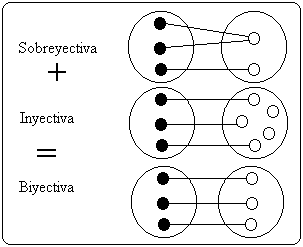 Sobreyectiva
+
Inyectiva
=
Biyectiva